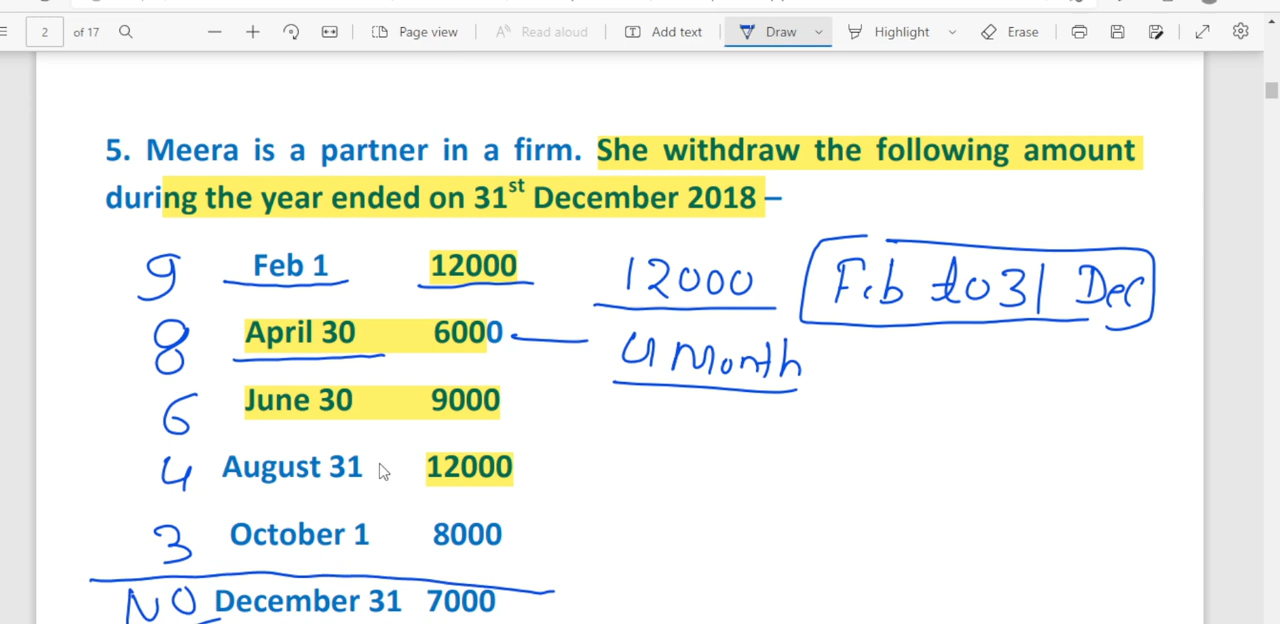 2 of 17 Page view Read aloud Add text Draw Highlight Erase
5. Meera is a partner in a firm. She withdraw the following amount
during the year ended on 31st December 2018 –
9 Feb 1 12000 12000 Feb to 31 Dec
8 April 30 6000 4 Month
6 June 30 9000
4 August 31 12000
3 October 1 8000
NO December 31 7000